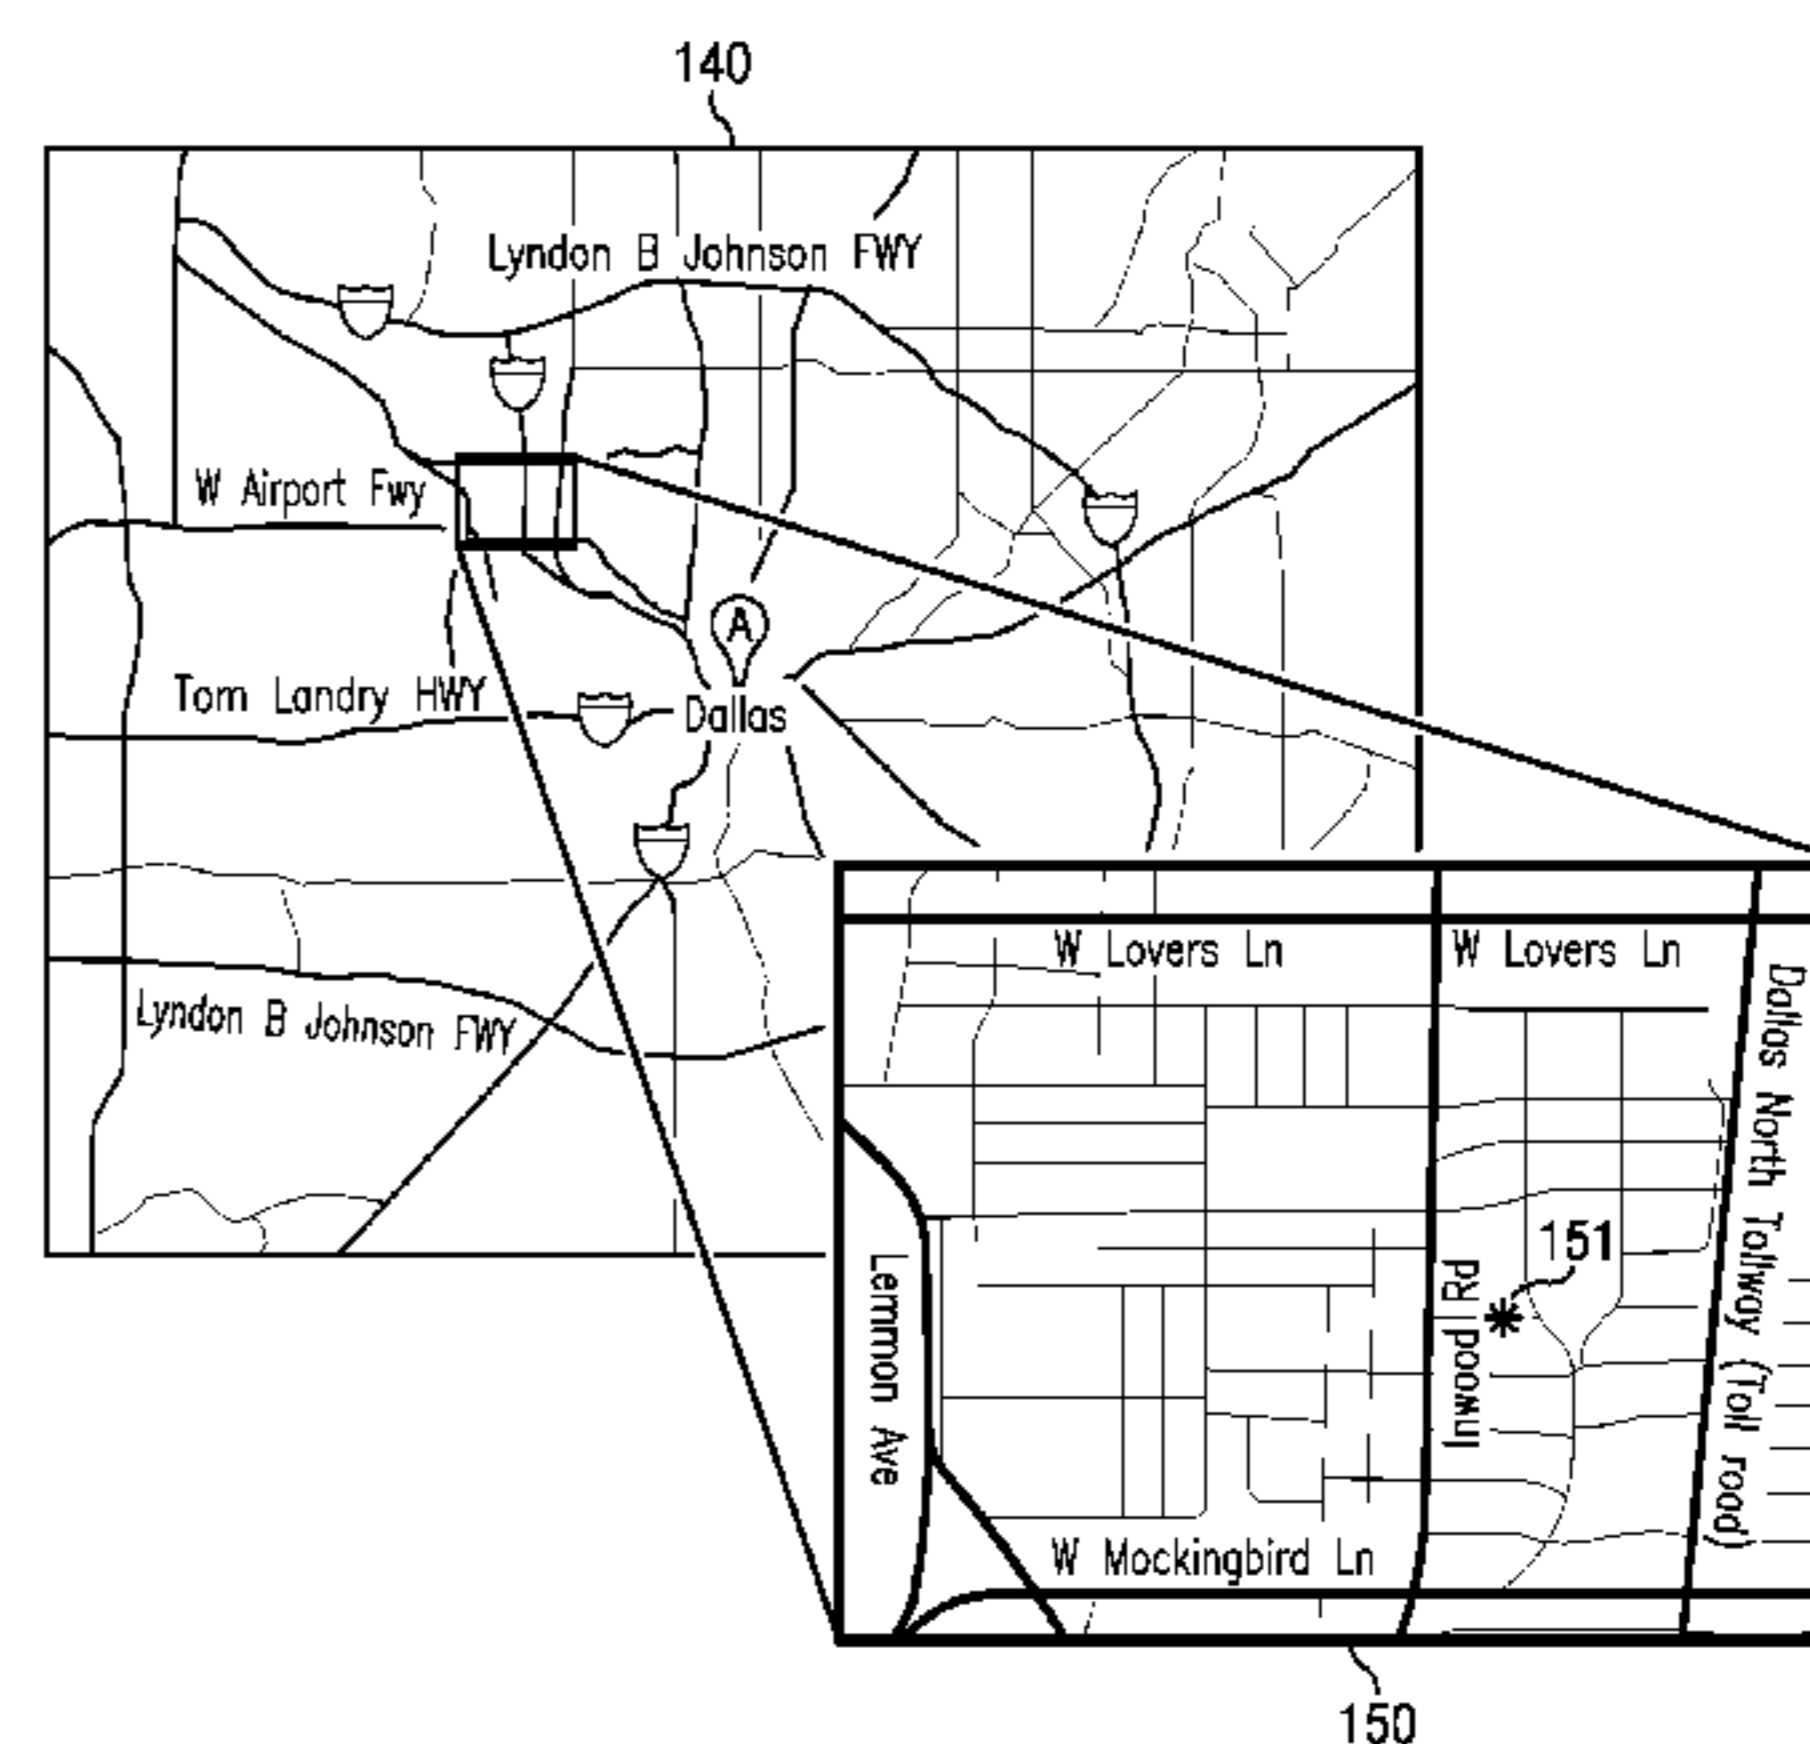 140
Lyndon B Johnson FWY
W Airport Fwy
A
Tom Landry HWY
Dallas
Lyndon B Johnson FWY
W Lovers Ln
W Lovers Ln
Dallas North Tollway (Toll road)
151
Inwood Rd
Lemmon Ave
W Mockingbird Ln
150